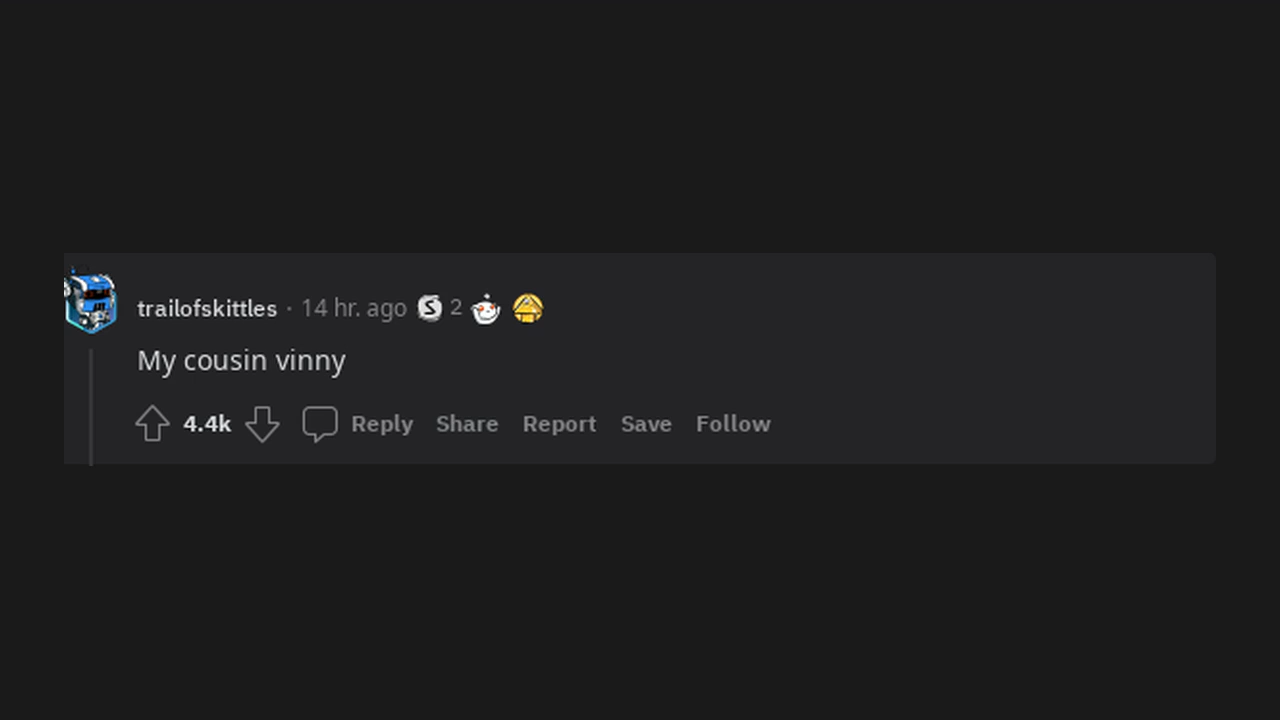 trailofskittles · 14 hr. ago S 2
My cousin vinny
4.4k Reply Share Report Save Follow